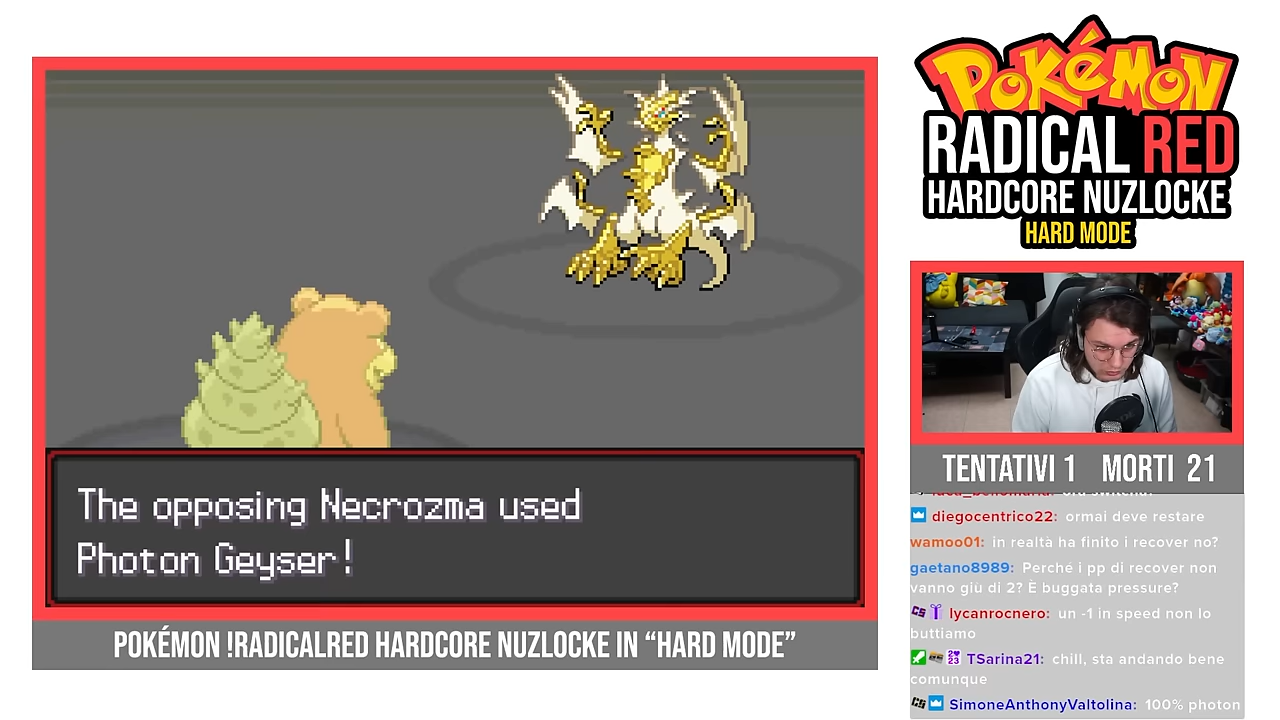 POKÉMON
RADICAL RED
HARDCORE NUZLOCKE
HARD MODE
The opposing Necrozma used
Photon Geyser!
POKÉMON !RADICALRED HARDCORE NUZLOCKE IN “HARD MODE”
TENTATIVI 1 MORTI 21
diegocentrico22: ormai deve restare
wamoo01: in realtà ha finito i recover no?
gaetano8989: Perché i pp di recover non
vanno giù di 2? È buggata pressure?
lycanrocnero: un -1 in speed non lo
buttiamo
TSarina21: chill, sta andando bene
comunque
SimoneAnthonyValtolina: 100% photon